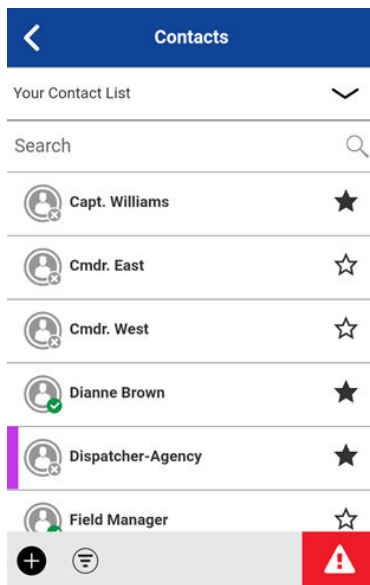 Contacts
Your Contact List
Search
Capt. Williams
Cmdr. East
Cmdr. West
Dianne Brown
Dispatcher-Agency
Field Manager